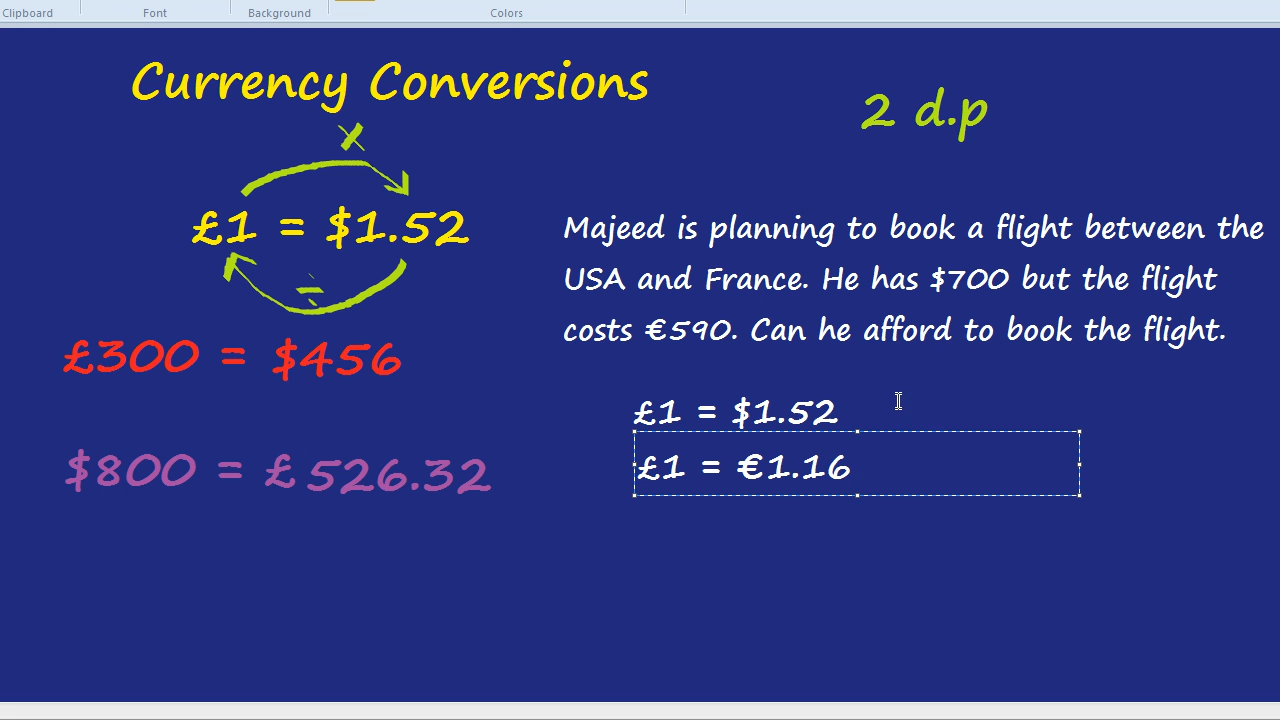 Clipboard Font Background Colors
Currency Conversions
2 d.p
x
£1 = $1.52
÷
£300 = $456
$800 = £ 526.32
Majeed is planning to book a flight between the
USA and France. He has $700 but the flight
costs €590. Can he afford to book the flight.
£1 = $1.52
£1 = €1.16